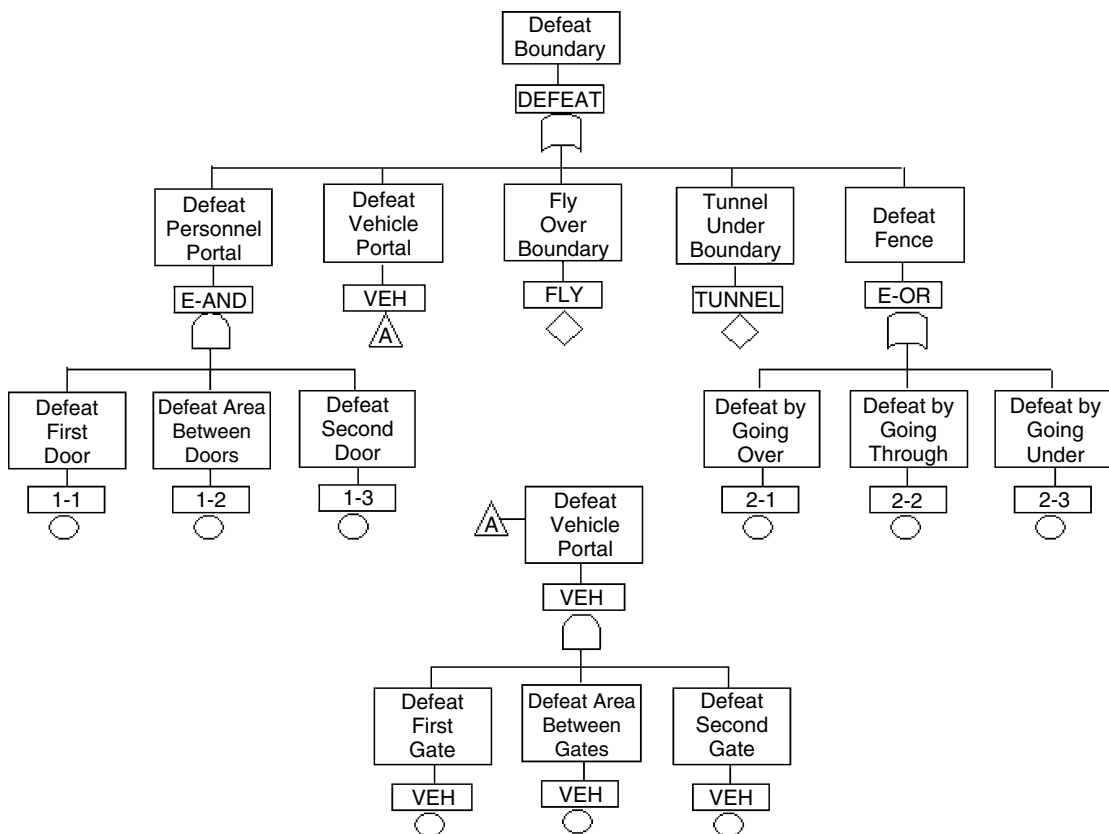 Defeat
Boundary
DEFEAT
Defeat
Personnel
Portal
E-AND
Defeat
Vehicle
Portal
VEH
A
Fly
Over
Boundary
FLY
Tunnel
Under
Boundary
TUNNEL
Defeat
Fence
E-OR
Defeat
First
Door
1-1
Defeat Area
Between
Doors
1-2
Defeat
Second
Door
1-3
Defeat by
Going
Over
2-1
Defeat by
Going
Through
2-2
Defeat by
Going
Under
2-3
A
Defeat
Vehicle
Portal
VEH
Defeat
First
Gate
VEH
Defeat Area
Between
Gates
VEH
Defeat
Second
Gate
VEH